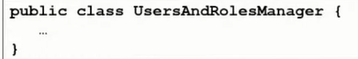 public class UsersAndRolesManager {
…
}